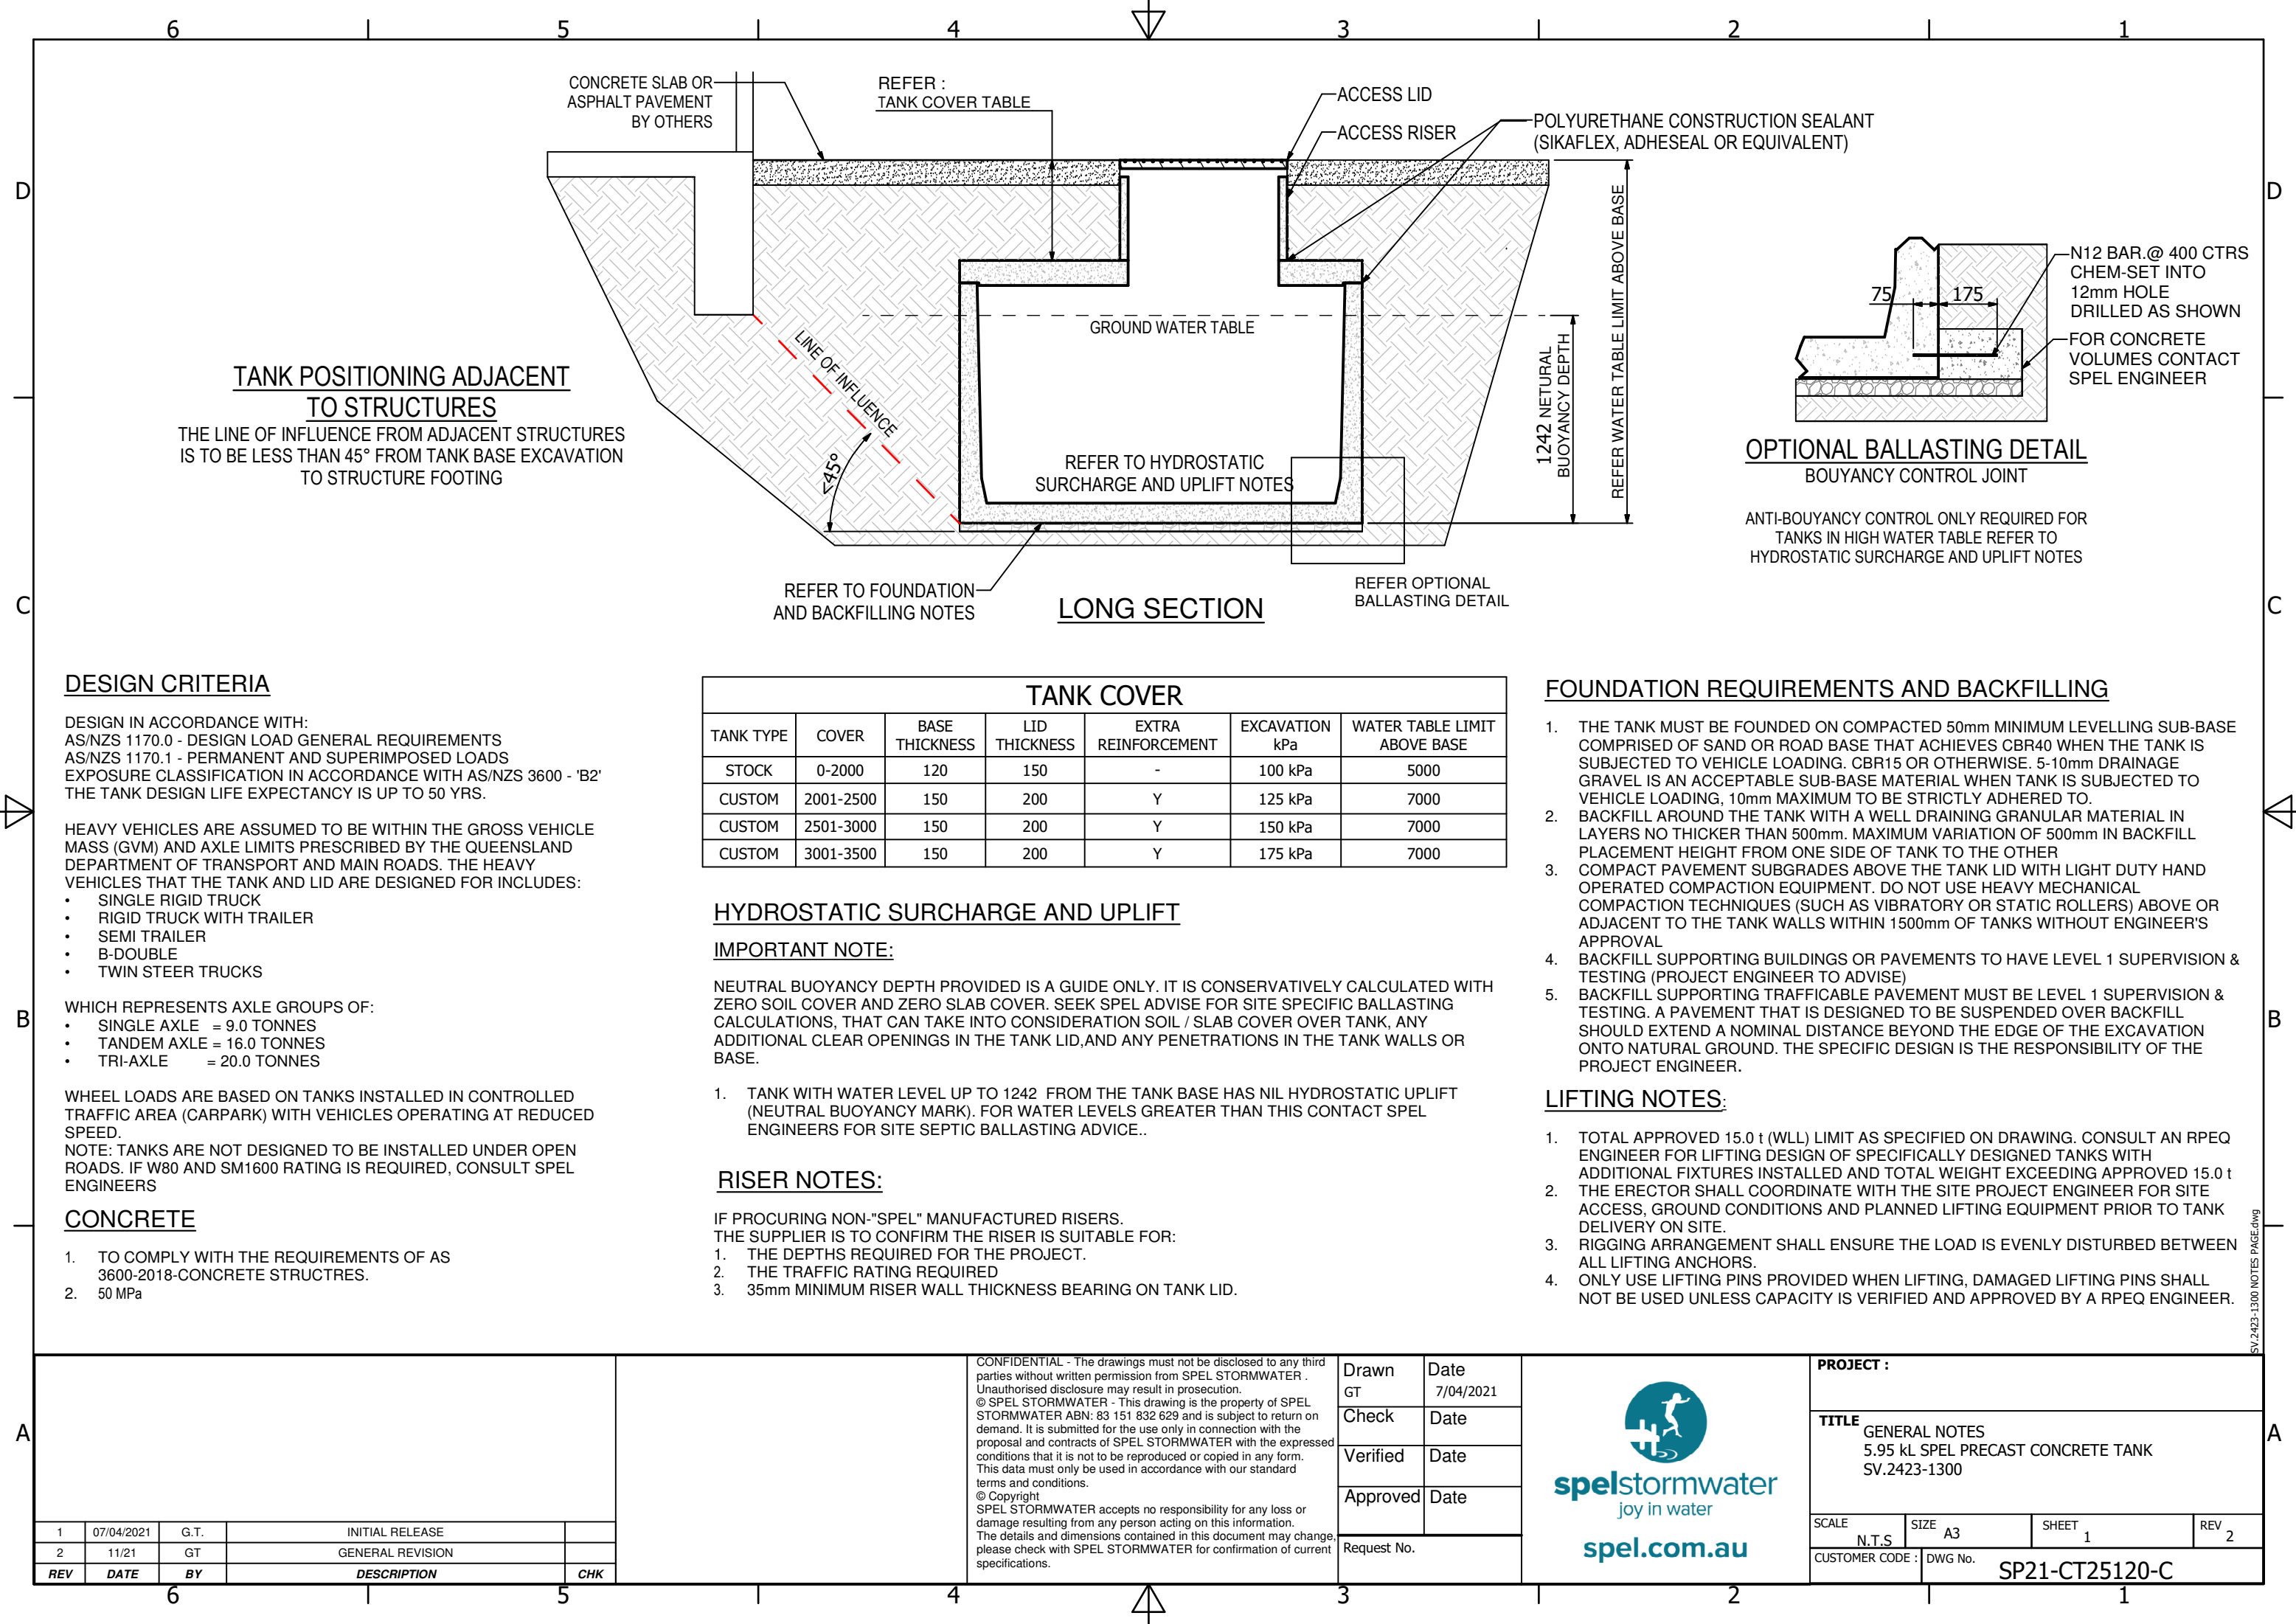 6 5 4 3 2 1
CONCRETE SLAB OR
ASPHALT PAVEMENT
BY OTHERS
REFER :
TANK COVER TABLE
ACCESS LID
ACCESS RISER
POLYURETHANE CONSTRUCTION SEALANT
(SIKAFLEX, ADHESEAL OR EQUIVALENT)
D D
GROUND WATER TABLE
LINE OF INFLUENCE
<45°
REFER TO HYDROSTATIC
SURCHARGE AND UPLIFT NOTES
1242 NETURAL
BUOYANCY DEPTH
REFER WATER TABLE LIMIT ABOVE BASE
TANK POSITIONING ADJACENT
TO STRUCTURES
THE LINE OF INFLUENCE FROM ADJACENT STRUCTURES
IS TO BE LESS THAN 45° FROM TANK BASE EXCAVATION
TO STRUCTURE FOOTING
REFER TO FOUNDATION
AND BACKFILLING NOTES
LONG SECTION
REFER OPTIONAL
BALLASTING DETAIL
75 175
N12 BAR.@ 400 CTRS
CHEM-SET INTO
12mm HOLE
DRILLED AS SHOWN
FOR CONCRETE
VOLUMES CONTACT
SPEL ENGINEER
OPTIONAL BALLASTING DETAIL
BOUYANCY CONTROL JOINT
ANTI-BOUYANCY CONTROL ONLY REQUIRED FOR
TANKS IN HIGH WATER TABLE REFER TO
HYDROSTATIC SURCHARGE AND UPLIFT NOTES
C C
DESIGN CRITERIA
DESIGN IN ACCORDANCE WITH:
AS/NZS 1170.0 - DESIGN LOAD GENERAL REQUIREMENTS
AS/NZS 1170.1 - PERMANENT AND SUPERIMPOSED LOADS
EXPOSURE CLASSIFICATION IN ACCORDANCE WITH AS/NZS 3600 - 'B2'
THE TANK DESIGN LIFE EXPECTANCY IS UP TO 50 YRS.
HEAVY VEHICLES ARE ASSUMED TO BE WITHIN THE GROSS VEHICLE
MASS (GVM) AND AXLE LIMITS PRESCRIBED BY THE QUEENSLAND
DEPARTMENT OF TRANSPORT AND MAIN ROADS. THE HEAVY
VEHICLES THAT THE TANK AND LID ARE DESIGNED FOR INCLUDES:
• SINGLE RIGID TRUCK
• RIGID TRUCK WITH TRAILER
• SEMI TRAILER
• B-DOUBLE
• TWIN STEER TRUCKS
WHICH REPRESENTS AXLE GROUPS OF:
• SINGLE AXLE = 9.0 TONNES
• TANDEM AXLE = 16.0 TONNES
• TRI-AXLE = 20.0 TONNES
WHEEL LOADS ARE BASED ON TANKS INSTALLED IN CONTROLLED
TRAFFIC AREA (CARPARK) WITH VEHICLES OPERATING AT REDUCED
SPEED.
NOTE: TANKS ARE NOT DESIGNED TO BE INSTALLED UNDER OPEN
ROADS. IF W80 AND SM1600 RATING IS REQUIRED, CONSULT SPEL
ENGINEERS
CONCRETE
1. TO COMPLY WITH THE REQUIREMENTS OF AS
3600-2018-CONCRETE STRUCTRES.
2. 50 MPa
TANK COVER
TANK TYPE COVER BASE THICKNESS LID THICKNESS EXTRA REINFORCEMENT EXCAVATION kPa WATER TABLE LIMIT ABOVE BASE
STOCK 0-2000 120 150 - 100 kPa 5000
CUSTOM 2001-2500 150 200 Y 125 kPa 7000
CUSTOM 2501-3000 150 200 Y 150 kPa 7000
CUSTOM 3001-3500 150 200 Y 175 kPa 7000
HYDROSTATIC SURCHARGE AND UPLIFT
IMPORTANT NOTE:
NEUTRAL BUOYANCY DEPTH PROVIDED IS A GUIDE ONLY. IT IS CONSERVATIVELY CALCULATED WITH
ZERO SOIL COVER AND ZERO SLAB COVER. SEEK SPEL ADVISE FOR SITE SPECIFIC BALLASTING
CALCULATIONS, THAT CAN TAKE INTO CONSIDERATION SOIL / SLAB COVER OVER TANK, ANY
ADDITIONAL CLEAR OPENINGS IN THE TANK LID,AND ANY PENETRATIONS IN THE TANK WALLS OR
BASE.
1. TANK WITH WATER LEVEL UP TO 1242 FROM THE TANK BASE HAS NIL HYDROSTATIC UPLIFT
(NEUTRAL BUOYANCY MARK). FOR WATER LEVELS GREATER THAN THIS CONTACT SPEL
ENGINEERS FOR SITE SEPTIC BALLASTING ADVICE..
RISER NOTES:
IF PROCURING NON-"SPEL" MANUFACTURED RISERS.
THE SUPPLIER IS TO CONFIRM THE RISER IS SUITABLE FOR:
1. THE DEPTHS REQUIRED FOR THE PROJECT.
2. THE TRAFFIC RATING REQUIRED
3. 35mm MINIMUM RISER WALL THICKNESS BEARING ON TANK LID.
FOUNDATION REQUIREMENTS AND BACKFILLING
1. THE TANK MUST BE FOUNDED ON COMPACTED 50mm MINIMUM LEVELLING SUB-BASE
COMPRISED OF SAND OR ROAD BASE THAT ACHIEVES CBR40 WHEN THE TANK IS
SUBJECTED TO VEHICLE LOADING. CBR15 OR OTHERWISE. 5-10mm DRAINAGE
GRAVEL IS AN ACCEPTABLE SUB-BASE MATERIAL WHEN TANK IS SUBJECTED TO
VEHICLE LOADING, 10mm MAXIMUM TO BE STRICTLY ADHERED TO.
2. BACKFILL AROUND THE TANK WITH A WELL DRAINING GRANULAR MATERIAL IN
LAYERS NO THICKER THAN 500mm. MAXIMUM VARIATION OF 500mm IN BACKFILL
PLACEMENT HEIGHT FROM ONE SIDE OF TANK TO THE OTHER
3. COMPACT PAVEMENT SUBGRADES ABOVE THE TANK LID WITH LIGHT DUTY HAND
OPERATED COMPACTION EQUIPMENT. DO NOT USE HEAVY MECHANICAL
COMPACTION TECHNIQUES (SUCH AS VIBRATORY OR STATIC ROLLERS) ABOVE OR
ADJACENT TO THE TANK WALLS WITHIN 1500mm OF TANKS WITHOUT ENGINEER'S
APPROVAL
4. BACKFILL SUPPORTING BUILDINGS OR PAVEMENTS TO HAVE LEVEL 1 SUPERVISION &
TESTING (PROJECT ENGINEER TO ADVISE)
5. BACKFILL SUPPORTING TRAFFICABLE PAVEMENT MUST BE LEVEL 1 SUPERVISION &
TESTING. A PAVEMENT THAT IS DESIGNED TO BE SUSPENDED OVER BACKFILL
SHOULD EXTEND A NOMINAL DISTANCE BEYOND THE EDGE OF THE EXCAVATION
ONTO NATURAL GROUND. THE SPECIFIC DESIGN IS THE RESPONSIBILITY OF THE
PROJECT ENGINEER.
LIFTING NOTES:
1. TOTAL APPROVED 15.0 t (WLL) LIMIT AS SPECIFIED ON DRAWING. CONSULT AN RPEQ
ENGINEER FOR LIFTING DESIGN OF SPECIFICALLY DESIGNED TANKS WITH
ADDITIONAL FIXTURES INSTALLED AND TOTAL WEIGHT EXCEEDING APPROVED 15.0 t
2. THE ERECTOR SHALL COORDINATE WITH THE SITE PROJECT ENGINEER FOR SITE
ACCESS, GROUND CONDITIONS AND PLANNED LIFTING EQUIPMENT PRIOR TO TANK
DELIVERY ON SITE.
3. RIGGING ARRANGEMENT SHALL ENSURE THE LOAD IS EVENLY DISTURBED BETWEEN
ALL LIFTING ANCHORS.
4. ONLY USE LIFTING PINS PROVIDED WHEN LIFTING, DAMAGED LIFTING PINS SHALL
NOT BE USED UNLESS CAPACITY IS VERIFIED AND APPROVED BY A RPEQ ENGINEER.
SV.2423-1300 NOTES PAGE.dwg
B B
A A
1 07/04/2021 G.T. INITIAL RELEASE
2 11/21 GT GENERAL REVISION
REV DATE BY DESCRIPTION CHK
CONFIDENTIAL - The drawings must not be disclosed to any third
parties without written permission from SPEL STORMWATER .
Unauthorised disclosure may result in prosecution.
© SPEL STORMWATER - This drawing is the property of SPEL
STORMWATER ABN: 83 151 832 629 and is subject to return on
demand. It is submitted for the use only in connection with the
proposal and contracts of SPEL STORMWATER with the expressed
conditions that it is not to be reproduced or copied in any form.
This data must only be used in accordance with our standard
terms and conditions.
© Copyright
SPEL STORMWATER accepts no responsibility for any loss or
damage resulting from any person acting on this information.
The details and dimensions contained in this document may change,
please check with SPEL STORMWATER for confirmation of current
specifications.
Drawn Date
GT 7/04/2021
Check Date
Verified Date
Approved Date
Request No.
spelstormwater
joy in water
spel.com.au
PROJECT :
TITLE
GENERAL NOTES
5.95 kL SPEL PRECAST CONCRETE TANK
SV.2423-1300
SCALE N.T.S SIZE A3 SHEET 1 REV 2
CUSTOMER CODE : DWG No. SP21-CT25120-C
6 5 4 3 2 1